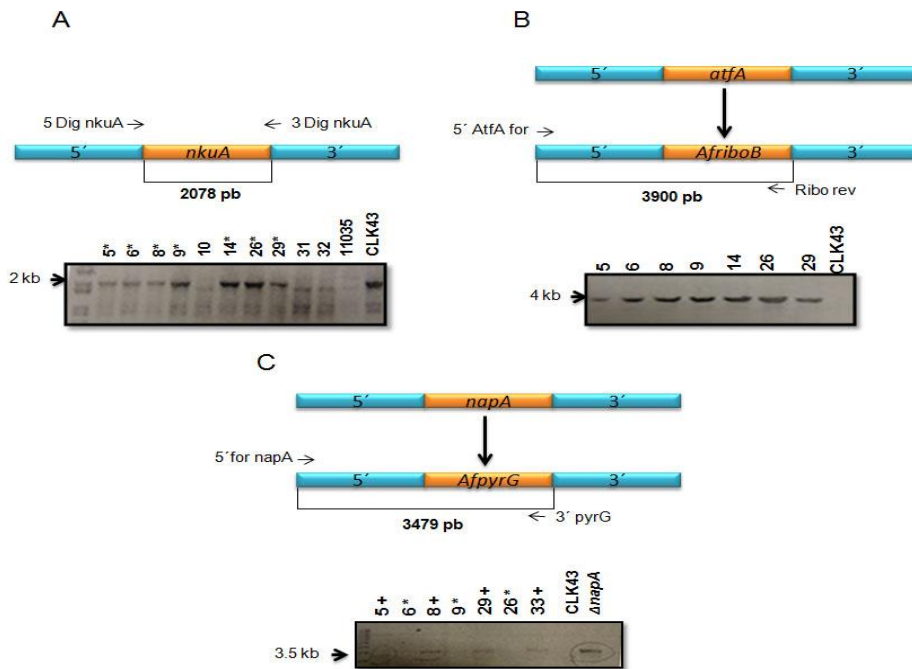 A
5 Dig nkuA
3 Dig nkuA
5´ nkuA 3´
2078 pb
5* 6* 8* 9* 10 14* 26* 29* 31 32 11035 CLK43
2 kb
B
5´ atfA 3´
5´ AtfA for
5´ AfriboB 3´
3900 pb
Ribo rev
5 6 8 9 14 26 29 CLK43
4 kb
C
5´ napA 3´
5´for napA
5´ AfpyrG 3´
3479 pb
3´ pyrG
5+ 6* 8+ 9* 29+ 26* 33+ CLK43 ΔnapA
3.5 kb